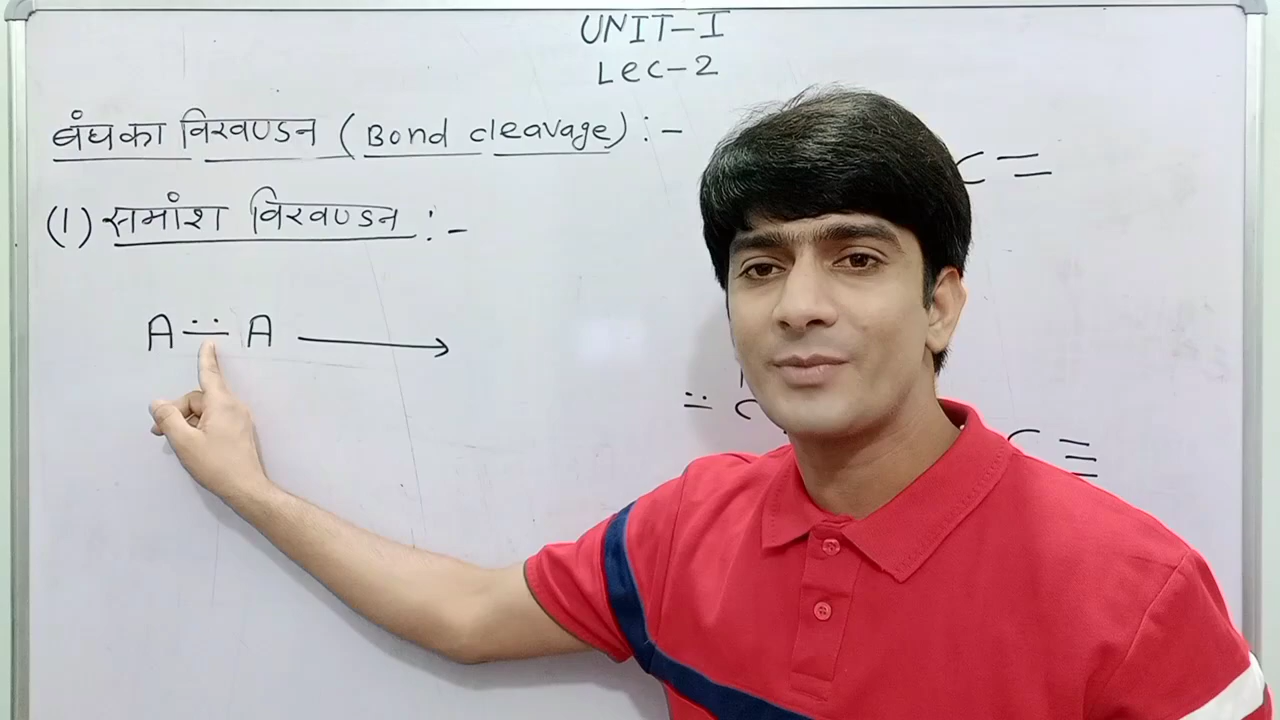 UNIT-I
Lec-2
बंधका विखण्डन (Bond cleavage) :-
C=
(1) समांश विखण्डन :-
A-̈A ⟶
=̈ C
C≡